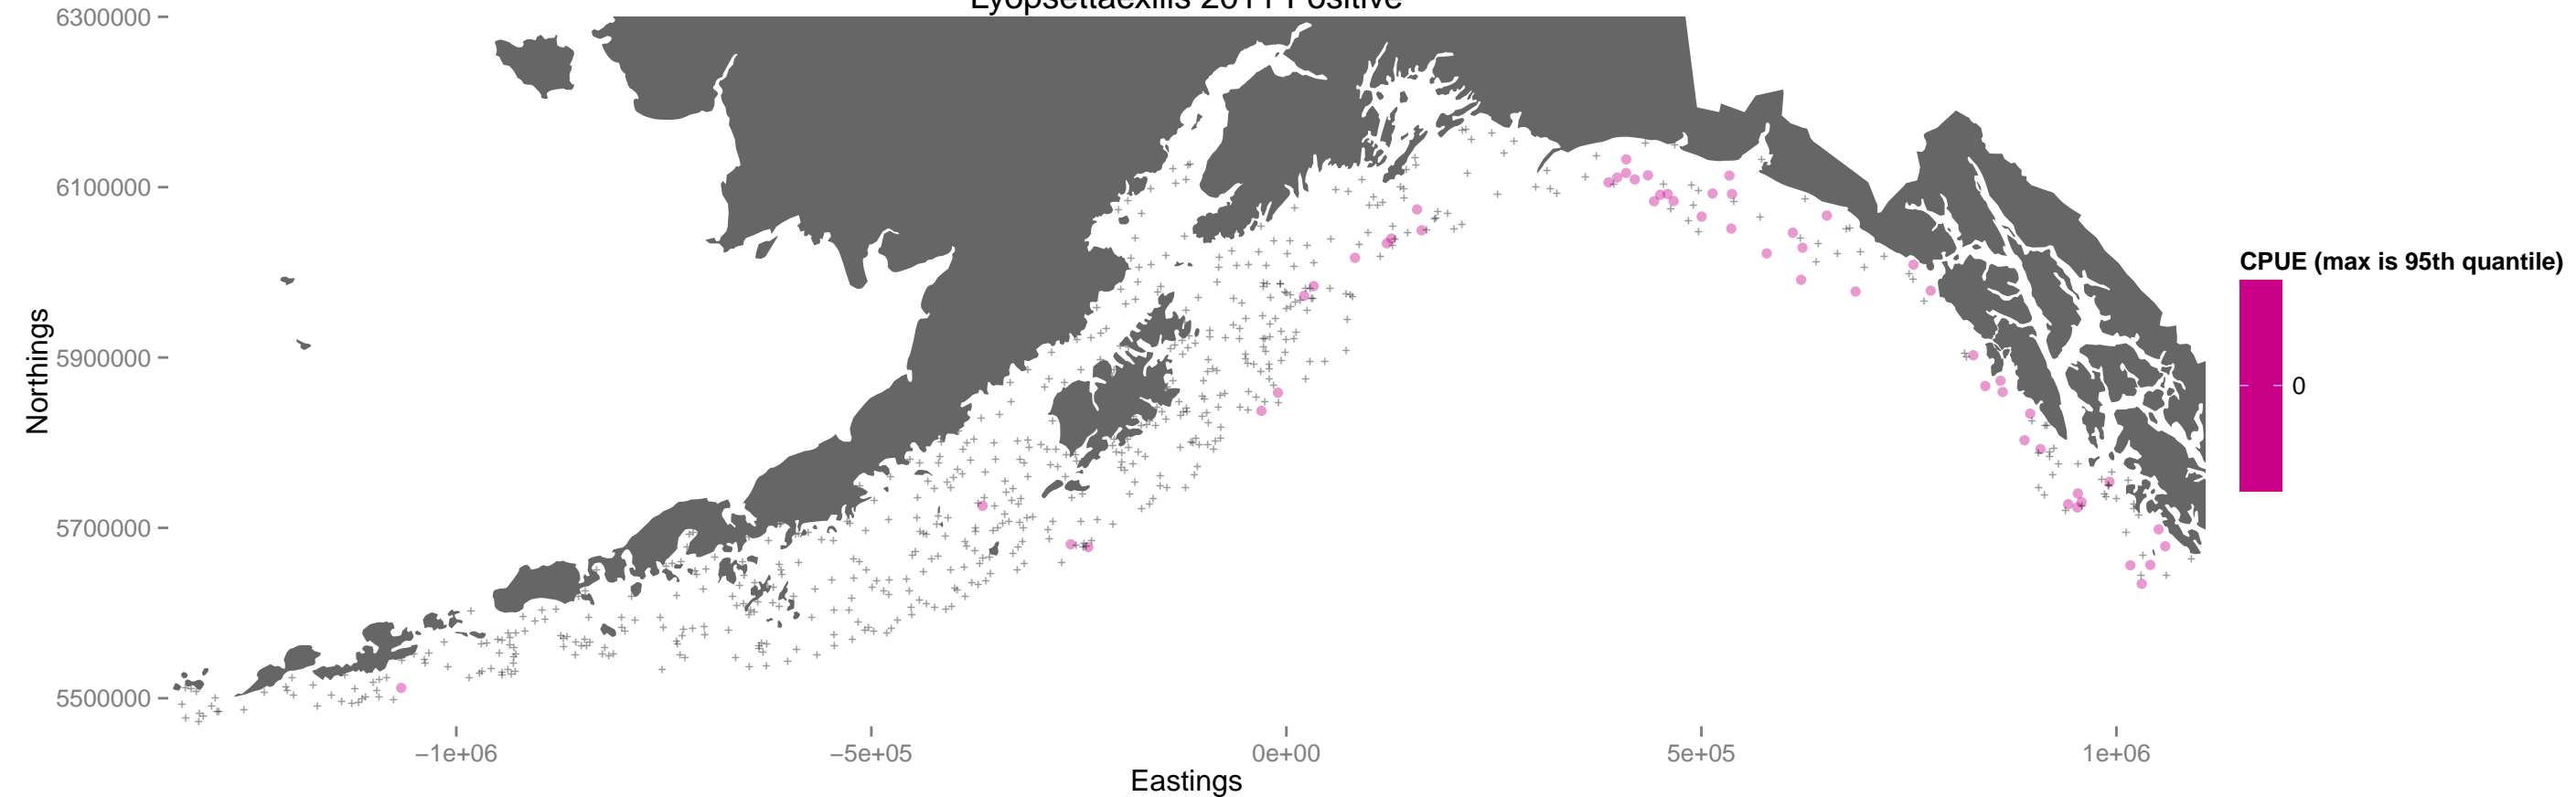 Lyopsettaexilis 2011 Positive
6300000
6100000
5900000
5700000
5500000
Northings
−1e+06
−5e+05
0e+00
5e+05
1e+06
Eastings
CPUE (max is 95th quantile)
0